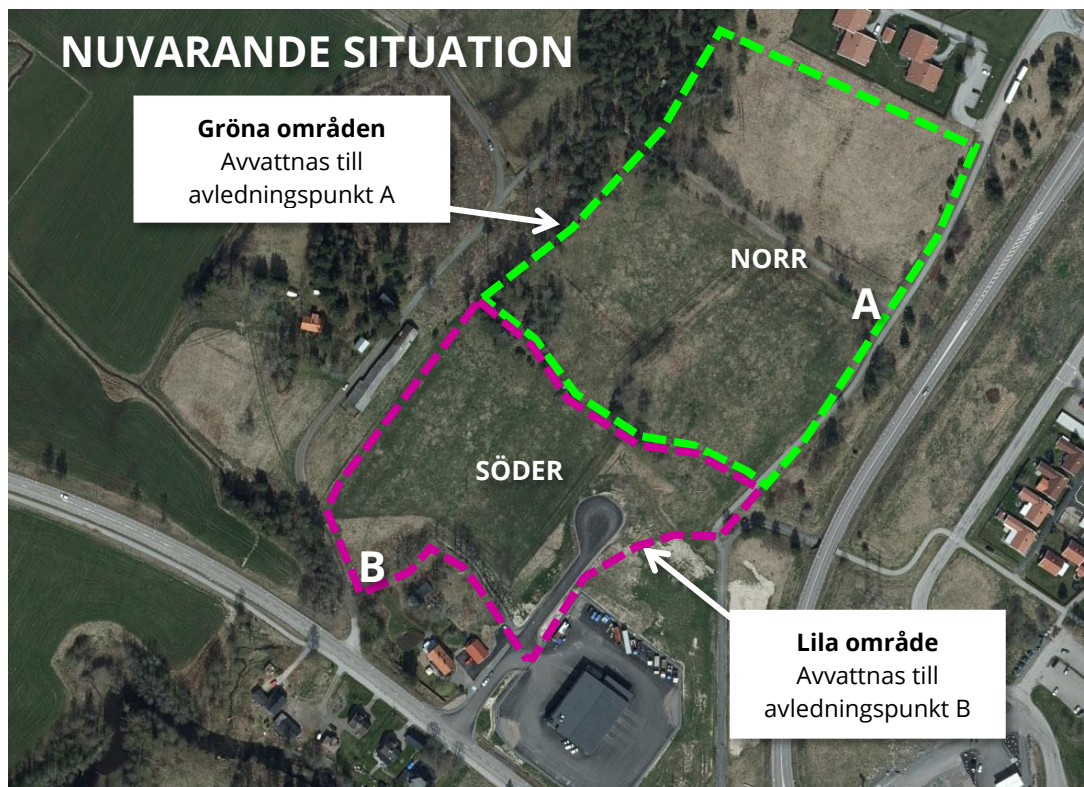 NUVARANDE SITUATION
Gröna områden
Avvattnas till
avledningspunkt A
NORR
A
SÖDER
B
Lila område
Avvattnas till
avledningspunkt B